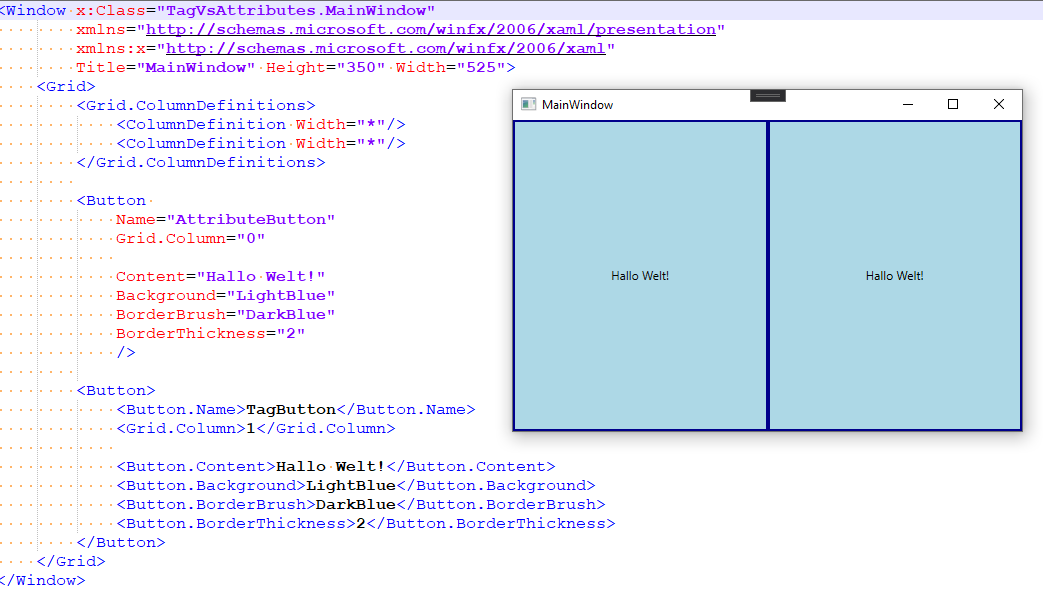 <Window x:Class="TagVsAttributes.MainWindow"
xmlns="http://schemas.microsoft.com/winfx/2006/xaml/presentation"
xmlns:x="http://schemas.microsoft.com/winfx/2006/xaml"
Title="MainWindow" Height="350" Width="525">
<Grid>
<Grid.ColumnDefinitions>
<ColumnDefinition Width="*"/>
<ColumnDefinition Width="*"/>
</Grid.ColumnDefinitions>
<Button
Name="AttributeButton"
Grid.Column="0"
Content="Hallo Welt!"
Background="LightBlue"
BorderBrush="DarkBlue"
BorderThickness="2"
/>
<Button>
<Button.Name>TagButton</Button.Name>
<Grid.Column>1</Grid.Column>
<Button.Content>Hallo Welt!</Button.Content>
<Button.Background>LightBlue</Button.Background>
<Button.BorderBrush>DarkBlue</Button.BorderBrush>
<Button.BorderThickness>2</Button.BorderThickness>
</Button>
</Grid>
</Window>
MainWindow
Hallo Welt!
Hallo Welt!